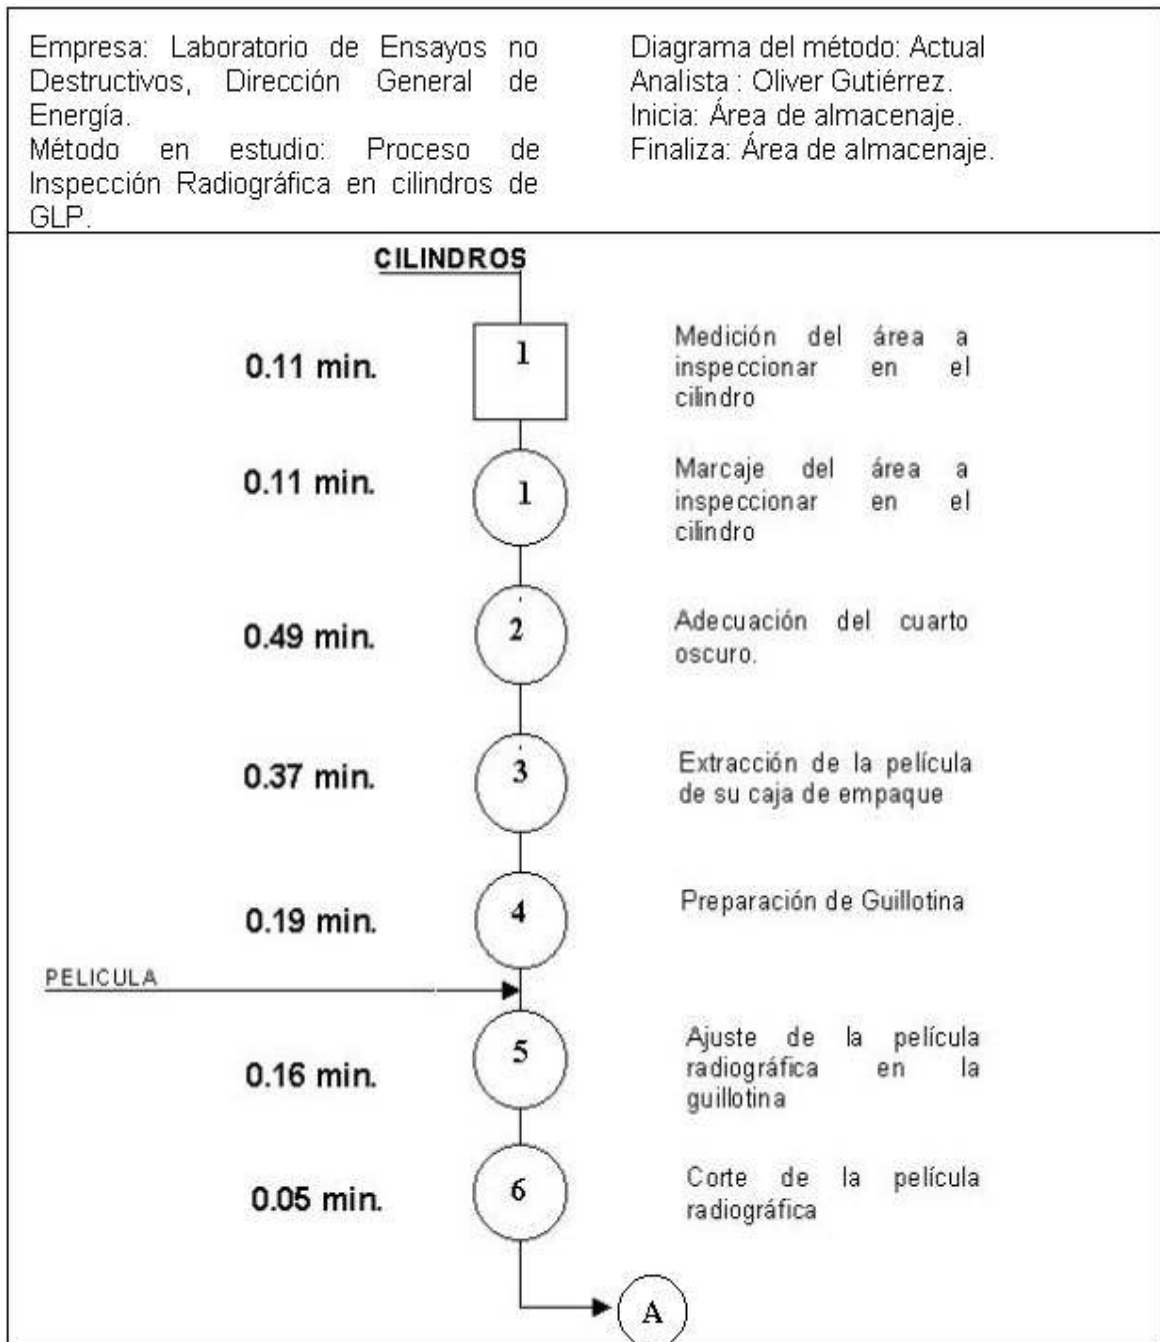 Empresa: Laboratorio de Ensayos no
Destructivos, Dirección General de
Energía.
Método en estudio: Proceso de
Inspección Radiográfica en cilindros de
GLP.
Diagrama del método: Actual
Analista : Oliver Gutiérrez.
Inicia: Área de almacenaje.
Finaliza: Área de almacenaje.
CILINDROS
0.11 min.
1
Medición del área a
inspeccionar en el
cilindro
0.11 min.
1
Marcaje del área a
inspeccionar en el
cilindro
0.49 min.
2
Adecuación del cuarto
oscuro.
0.37 min.
3
Extracción de la película
de su caja de empaque
0.19 min.
4
Preparación de Guillotina
PELICULA
0.16 min.
5
Ajuste de la película
radiográfica en la
guillotina
0.05 min.
6
Corte de la película
radiográfica
A